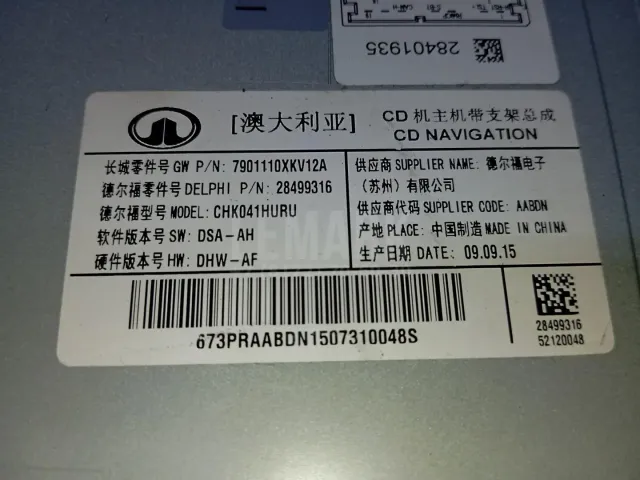 28401935
[澳大利亚]
CD 机主机带支架总成
CD NAVIGATION
长城零件号 GW P/N: 7901110XKV12A
德尔福零件号 DELPHI P/N: 28499316
德尔福型号 MODEL: CHK041HURU
软件版本号 SW: DSA-AH
硬件版本号 HW: DHW-AF
供应商 SUPPLIER NAME: 德尔福电子
(苏州) 有限公司
供应商代码 SUPPLIER CODE: AABDN
产地 PLACE: 中国制造 MADE IN CHINA
生产日期 DATE: 09.09.15
673PRAABDN1507310048S
28499316
52120048